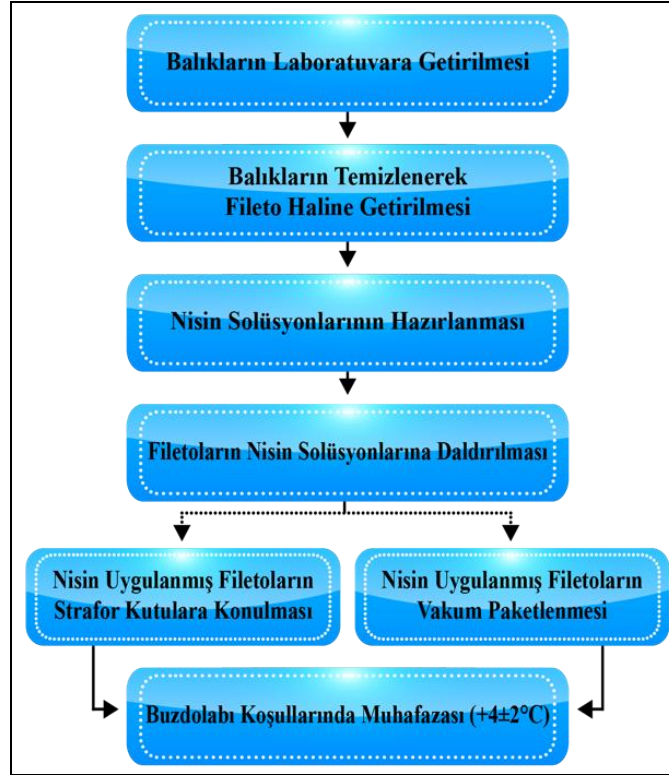 Balıkların Laboratuvara Getirilmesi
Balıkların Temizlenerek
Fileto Haline Getirilmesi
Nisin Solüsyonlarının Hazırlanması
Filetoların Nisin Solüsyonlarına Daldırılması
Nisin Uygulanmış Filetoların
Strafor Kutulara Konulması
Nisin Uygulanmış Filetoların
Vakum Paketlenmesi
Buzdolabı Koşullarında Muhafazası (+4±2°C)